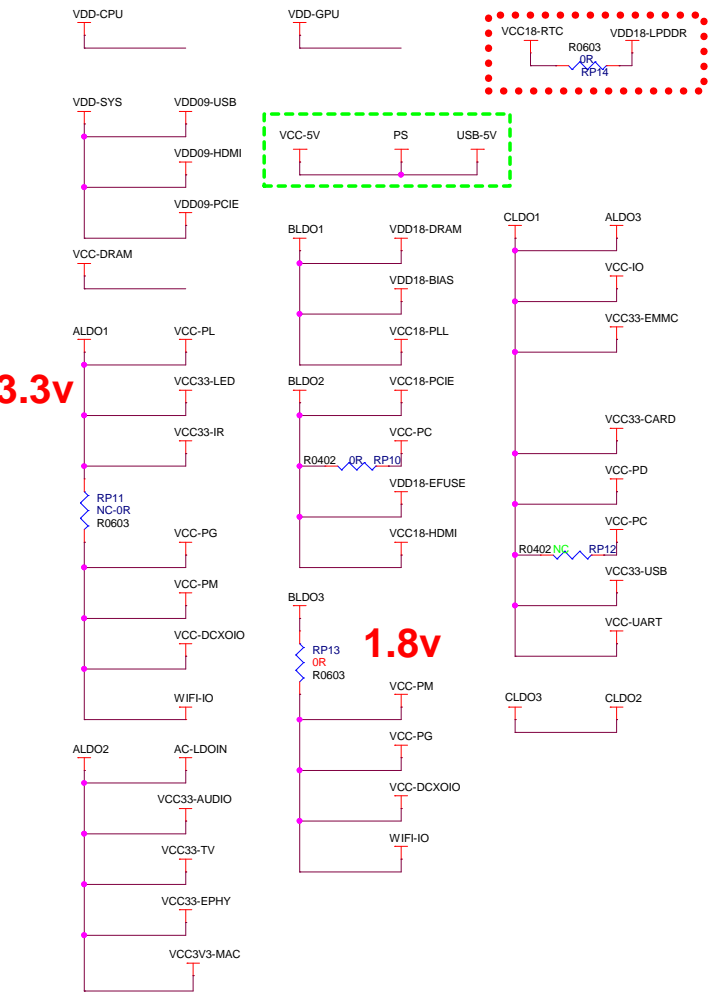 VDD-CPU
VDD-GPU
VCC18-RTC
VDD18-LPDDR
R0603
0R
RP14
VDD-SYS
VDD09-USB
VDD09-HDMI
VDD09-PCIE
VCC-5V
PS
USB-5V
VCC-DRAM
BLDO1
VDD18-DRAM
VDD18-BIAS
VCC18-PLL
CLDO1
ALDO3
VCC-IO
VCC33-EMMC
VCC33-CARD
VCC-PD
VCC-PC
R0402 NC RP12
VCC33-USB
VCC-UART
ALDO1
VCC-PL
3.3v
VCC33-LED
VCC33-IR
RP11
NC-0R
R0603
VCC-PG
VCC-PM
VCC-DCXOIO
WIFI-IO
BLDO2
VCC18-PCIE
VCC-PC
R0402 0R RP10
VDD18-EFUSE
VCC18-HDMI
BLDO3
1.8v
RP13
0R
R0603
VCC-PM
VCC-PG
VCC-DCXOIO
WIFI-IO
CLDO3
CLDO2
ALDO2
AC-LDOIN
VCC33-AUDIO
VCC33-TV
VCC33-EPHY
VCC3V3-MAC